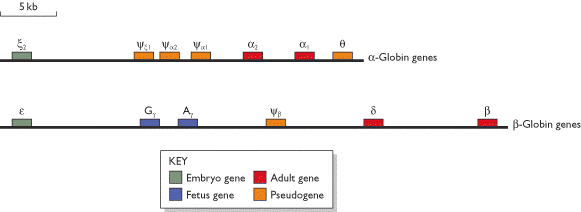 5 kb
ξ2 ψζ1 ψα2 ψα1 α2 α1 θ
α-Globin genes
ε Gγ Aγ ψβ δ β
β-Globin genes
KEY
Embryo gene Adult gene
Fetus gene Pseudogene